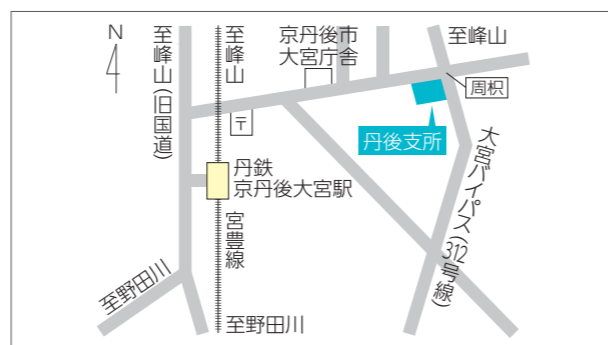 N
至峰山(旧国道)
至峰山
京丹後市
大宮庁舎
至峰山
周枳
〒
丹後支所
丹鉄
京丹後大宮駅
宮豊線
大宮バイパス(312号線)
至野田川
至野田川